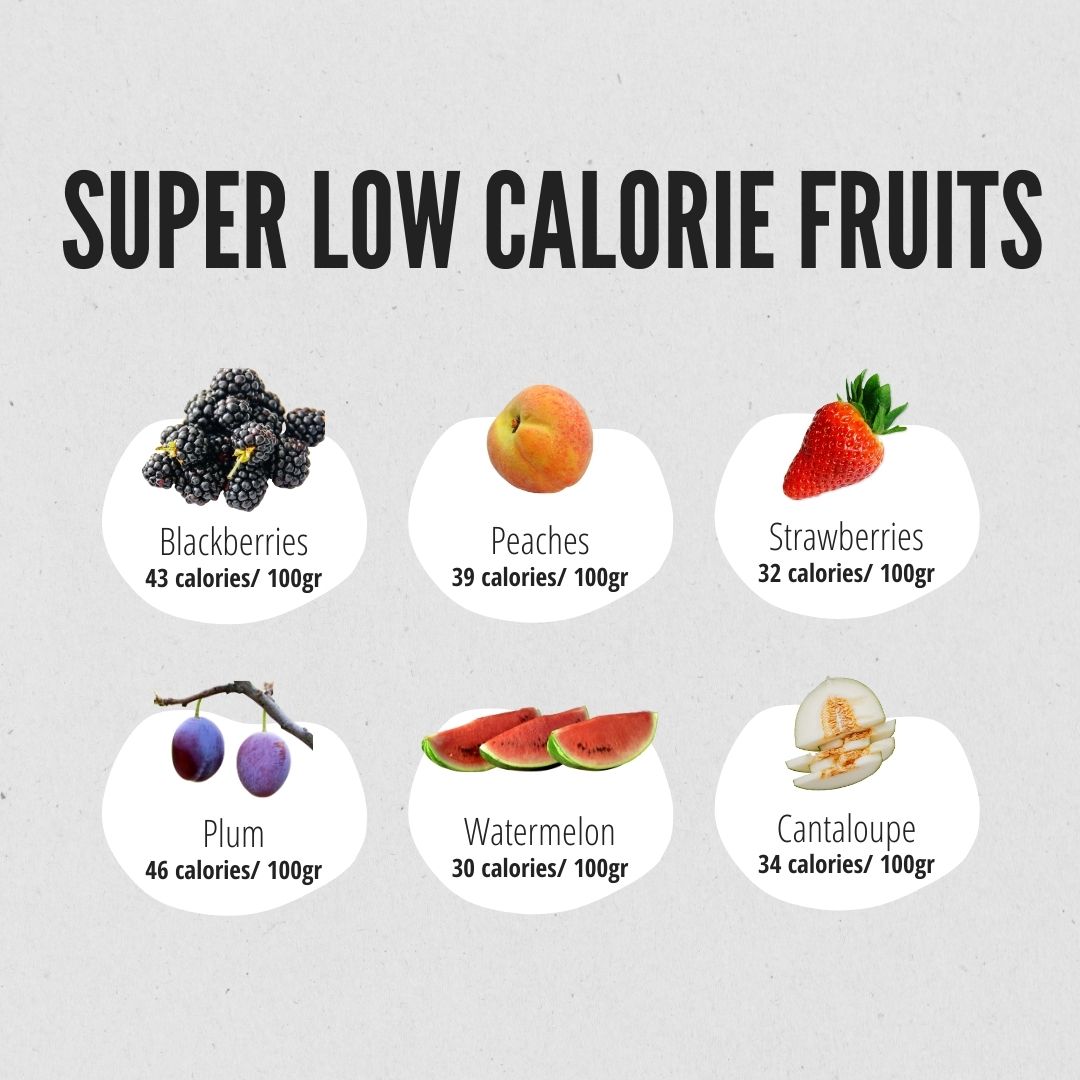 SUPER LOW CALORIE FRUITS
Blackberries
43 calories/ 100gr
Peaches
39 calories/ 100gr
Strawberries
32 calories/ 100gr
Plum
46 calories/ 100gr
Watermelon
30 calories/ 100gr
Cantaloupe
34 calories/ 100gr